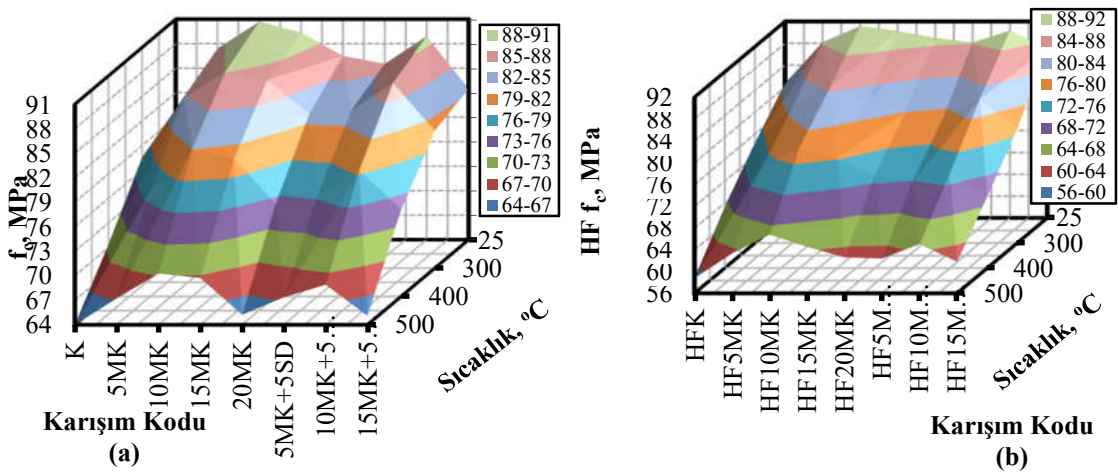 91
88
85
82
79
76
73
70
67
64
f_c, MPa
K
5MK
10MK
15MK
20MK
5MK+5SD
10MK+5..
15MK+5..
Karışım Kodu
25
300
400
500
Sıcaklık, °C
88-91
85-88
82-85
79-82
76-79
73-76
70-73
67-70
64-67
(a)
92
88
84
80
76
72
68
64
60
56
HF f_c, MPa
HFK
HF5MK
HF10MK
HF15MK
HF20MK
HF5M..
HF10M..
HF15M..
Karışım Kodu
25
300
400
500
Sıcaklık, °C
88-92
84-88
80-84
76-80
72-76
68-72
64-68
60-64
56-60
(b)